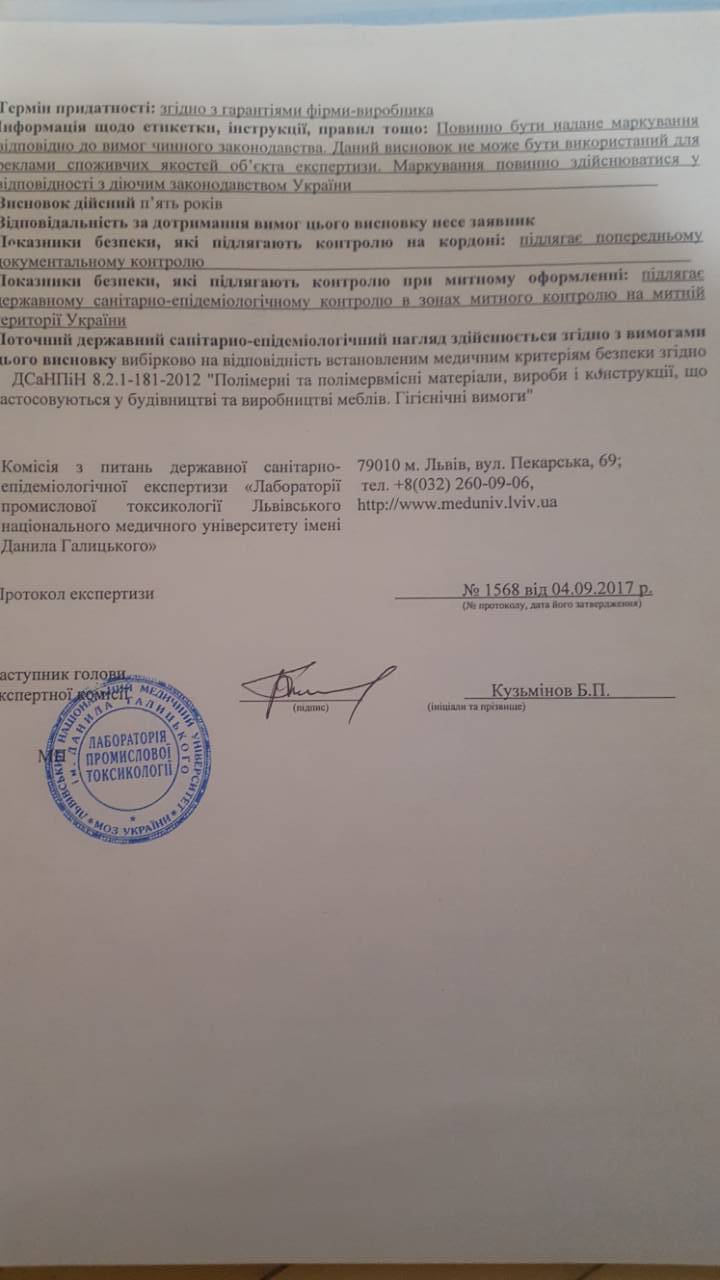 Термін придатності: згідно з гарантіями фірми-виробника
Інформація щодо етикетки, інструкції, правил тощо: Повинно бути надане маркування
відповідно до вимог чинного законодавства. Даний висновок не може бути використаний для
реклами споживчих якостей об'єкта експертизи. Маркування повинно здійснюватися у
відповідності з діючим законодавством України
Висновок дійсний п'ять років
Відповідальність за дотримання вимог цього висновку несе заявник
Показники безпеки, які підлягають контролю на кордоні: підлягає попередньому
документальному контролю
Показники безпеки, які підлягають контролю при митному оформленні: підлягає
державному санітарно-епідеміологічному контролю в зонах митного контролю на митній
території України
Поточний державний санітарно-епідеміологічний нагляд здійснюється згідно з вимогами
цього висновку вибірково на відповідність встановленим медичним критеріям безпеки згідно
ДСаНПіН 8.2.1-181-2012 "Полімерні та полімервмісні матеріали, вироби і конструкції, що
застосовуються у будівництві та виробництві меблів. Гігієнічні вимоги"
Комісія з питань державної санітарно-
епідеміологічної експертизи «Лабораторії
промислової токсикології Львівського
національного медичного університету імені
Данила Галицького»
79010 м. Львів, вул. Пекарська, 69;
тел. +8(032) 260-09-06,
http://www.meduniv.lviv.ua
Протокол експертизи
№ 1568 від 04.09.2017 р.
(№ протоколу, дата його затвердження)
Заступник голови
експертної комісії
(підпис)
Кузьмінов Б.П.
(ініціали та прізвище)
МП
ЛЬВІВСЬКИЙ НАЦІОНАЛЬНИЙ МЕДИЧНИЙ УНІВЕРСИТЕТ
ім. ДАНИЛА ГАЛИЦЬКОГО
ЛАБОРАТОРІЯ
ПРОМИСЛОВОЇ
ТОКСИКОЛОГІЇ
* МОЗ УКРАЇНИ *